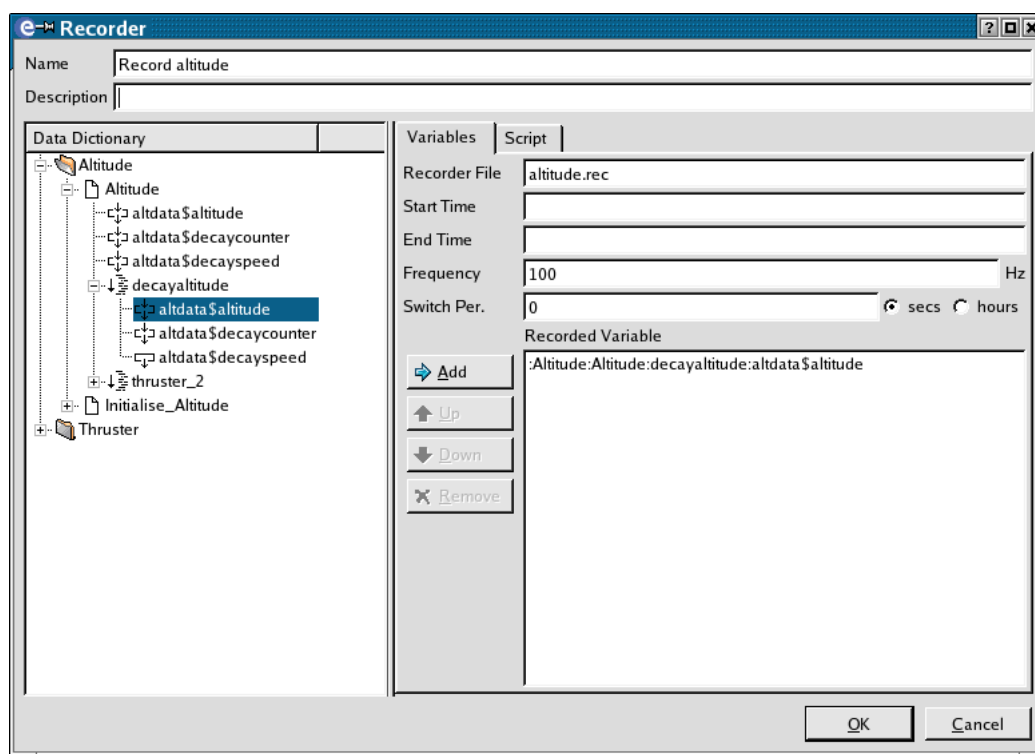 Recorder
Name Record altitude
Description
Data Dictionary
Altitude
Altitude
altdata$altitude
altdata$decaycounter
altdata$decayspeed
decayaltitude
altdata$altitude
altdata$decaycounter
altdata$decayspeed
thruster_2
Initialise_Altitude
Thruster
Variables Script
Recorder File altitude.rec
Start Time
End Time
Frequency 100 Hz
Switch Per. 0 secs hours
Recorded Variable
:Altitude:Altitude:decayaltitude:altdata$altitude
Add
Up
Down
Remove
OK Cancel